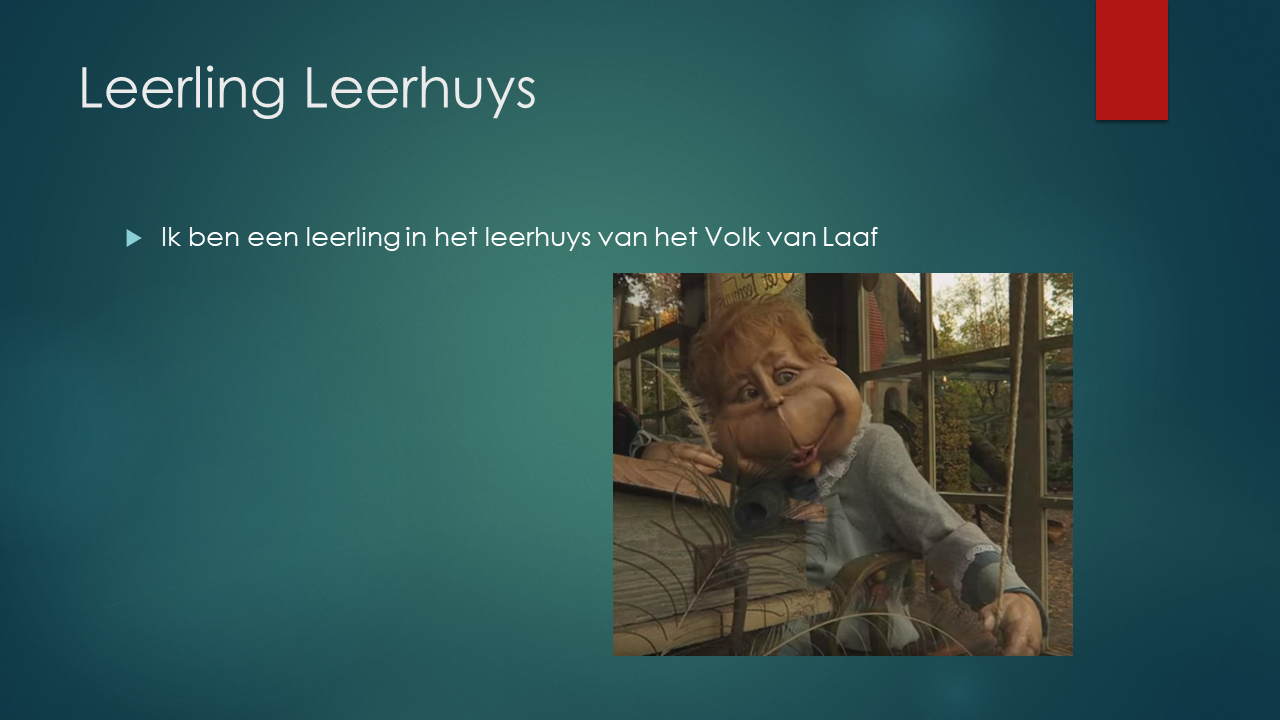 Leerling Leerhuys
Ik ben een leerling in het leerhuys van het Volk van Laaf